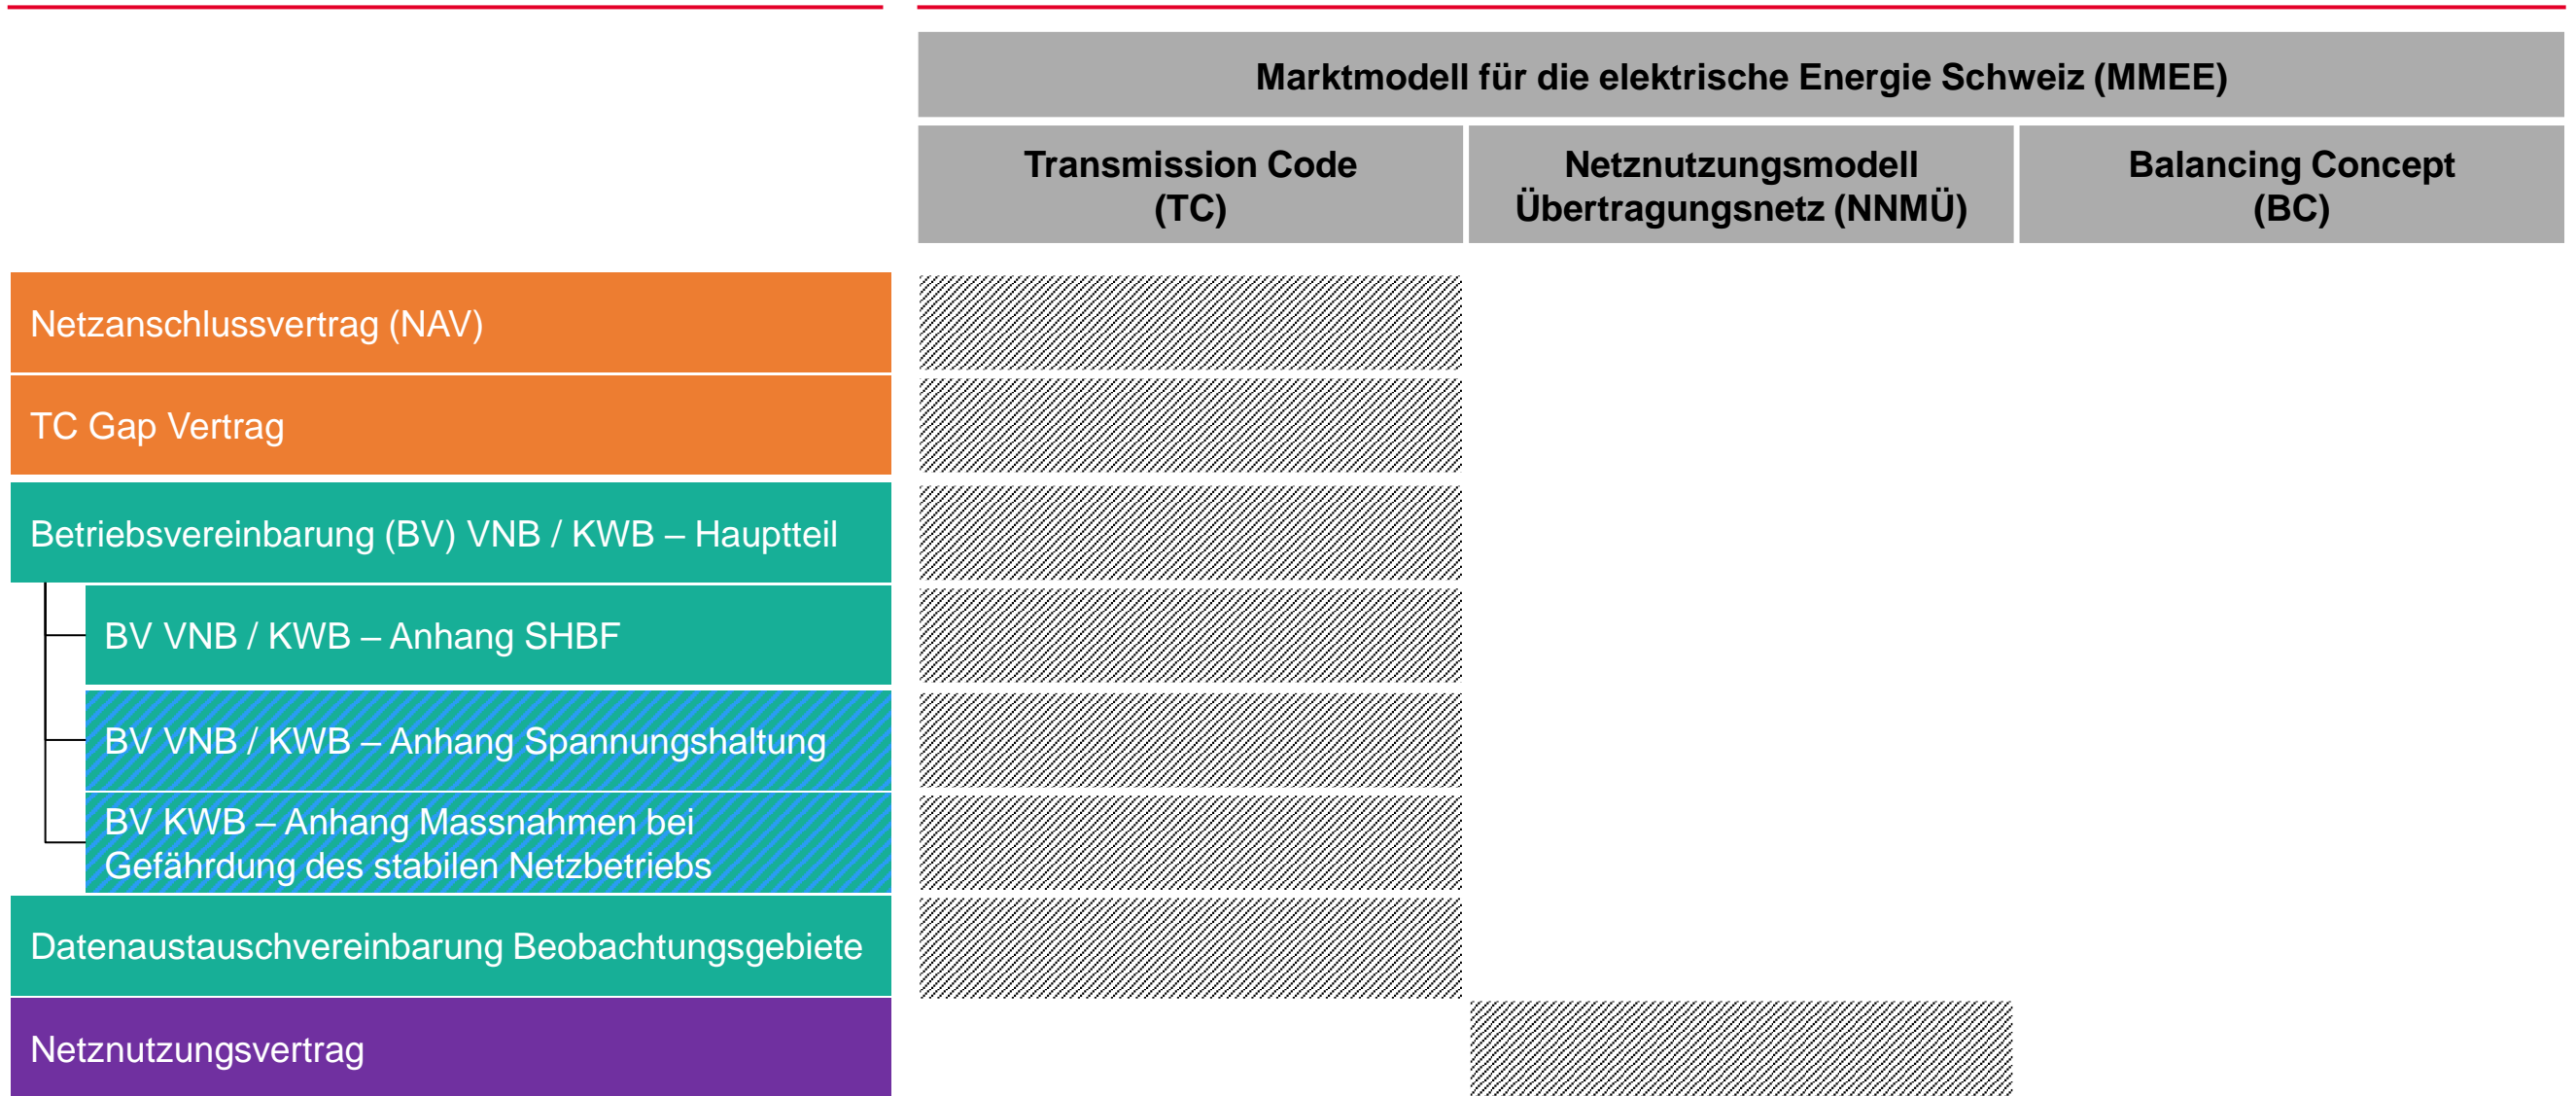 Marktmodell für die elektrische Energie Schweiz (MMEE)
Transmission Code
(TC)
Netznutzungsmodell
Übertragungsnetz (NNMÜ)
Balancing Concept
(BC)
Netzanschlussvertrag (NAV)
TC Gap Vertrag
Betriebsvereinbarung (BV) VNB / KWB – Hauptteil
BV VNB / KWB – Anhang SHBF
BV VNB / KWB – Anhang Spannungshaltung
BV KWB – Anhang Massnahmen bei
Gefährdung des stabilen Netzbetriebs
Datenaustauschvereinbarung Beobachtungsgebiete
Netznutzungsvertrag